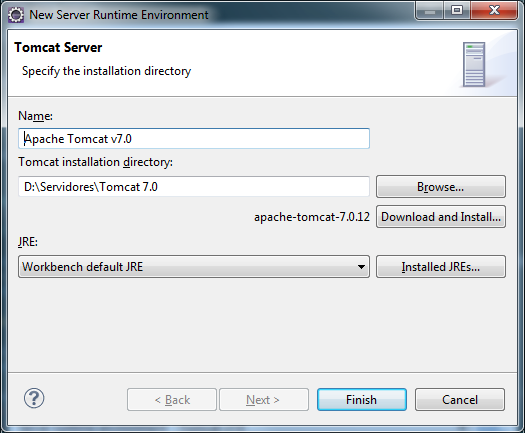 New Server Runtime Environment
Tomcat Server
Specify the installation directory
Name:
Apache Tomcat v7.0
Tomcat installation directory:
D:\Servidores\Tomcat 7.0
Browse...
apache-tomcat-7.0.12
Download and Install...
JRE:
Workbench default JRE
Installed JREs...
?
< Back
Next >
Finish
Cancel